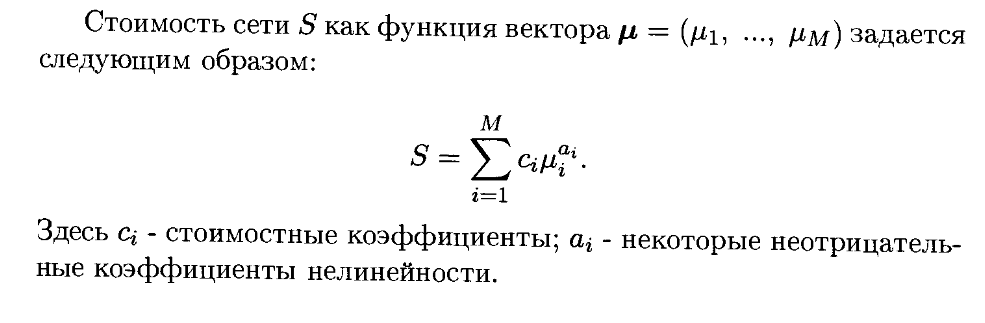 Стоимость сети S как функция вектора μ = (μ₁, ..., μ_M) задается
следующим образом:
S = \sum_{i=1}^{M} c_i μ_i^{a_i}.
Здесь c_i - стоимостные коэффициенты; a_i - некоторые неотрицатель-
ные коэффициенты нелинейности.